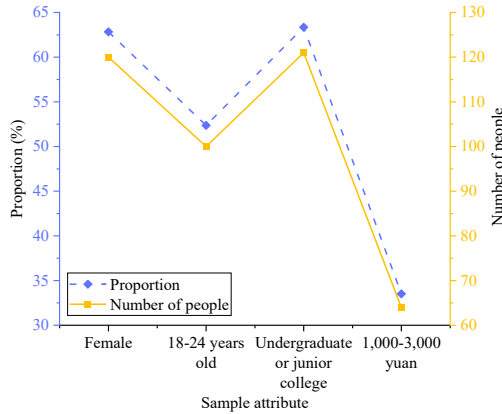 65
60
55
50
45
40
35
30
Proportion (%)
130
120
110
100
90
80
70
60
Number of people
Proportion
Number of people
Female
18-24 years
old
Undergraduate
or junior
college
1,000-3,000
yuan
Sample attribute